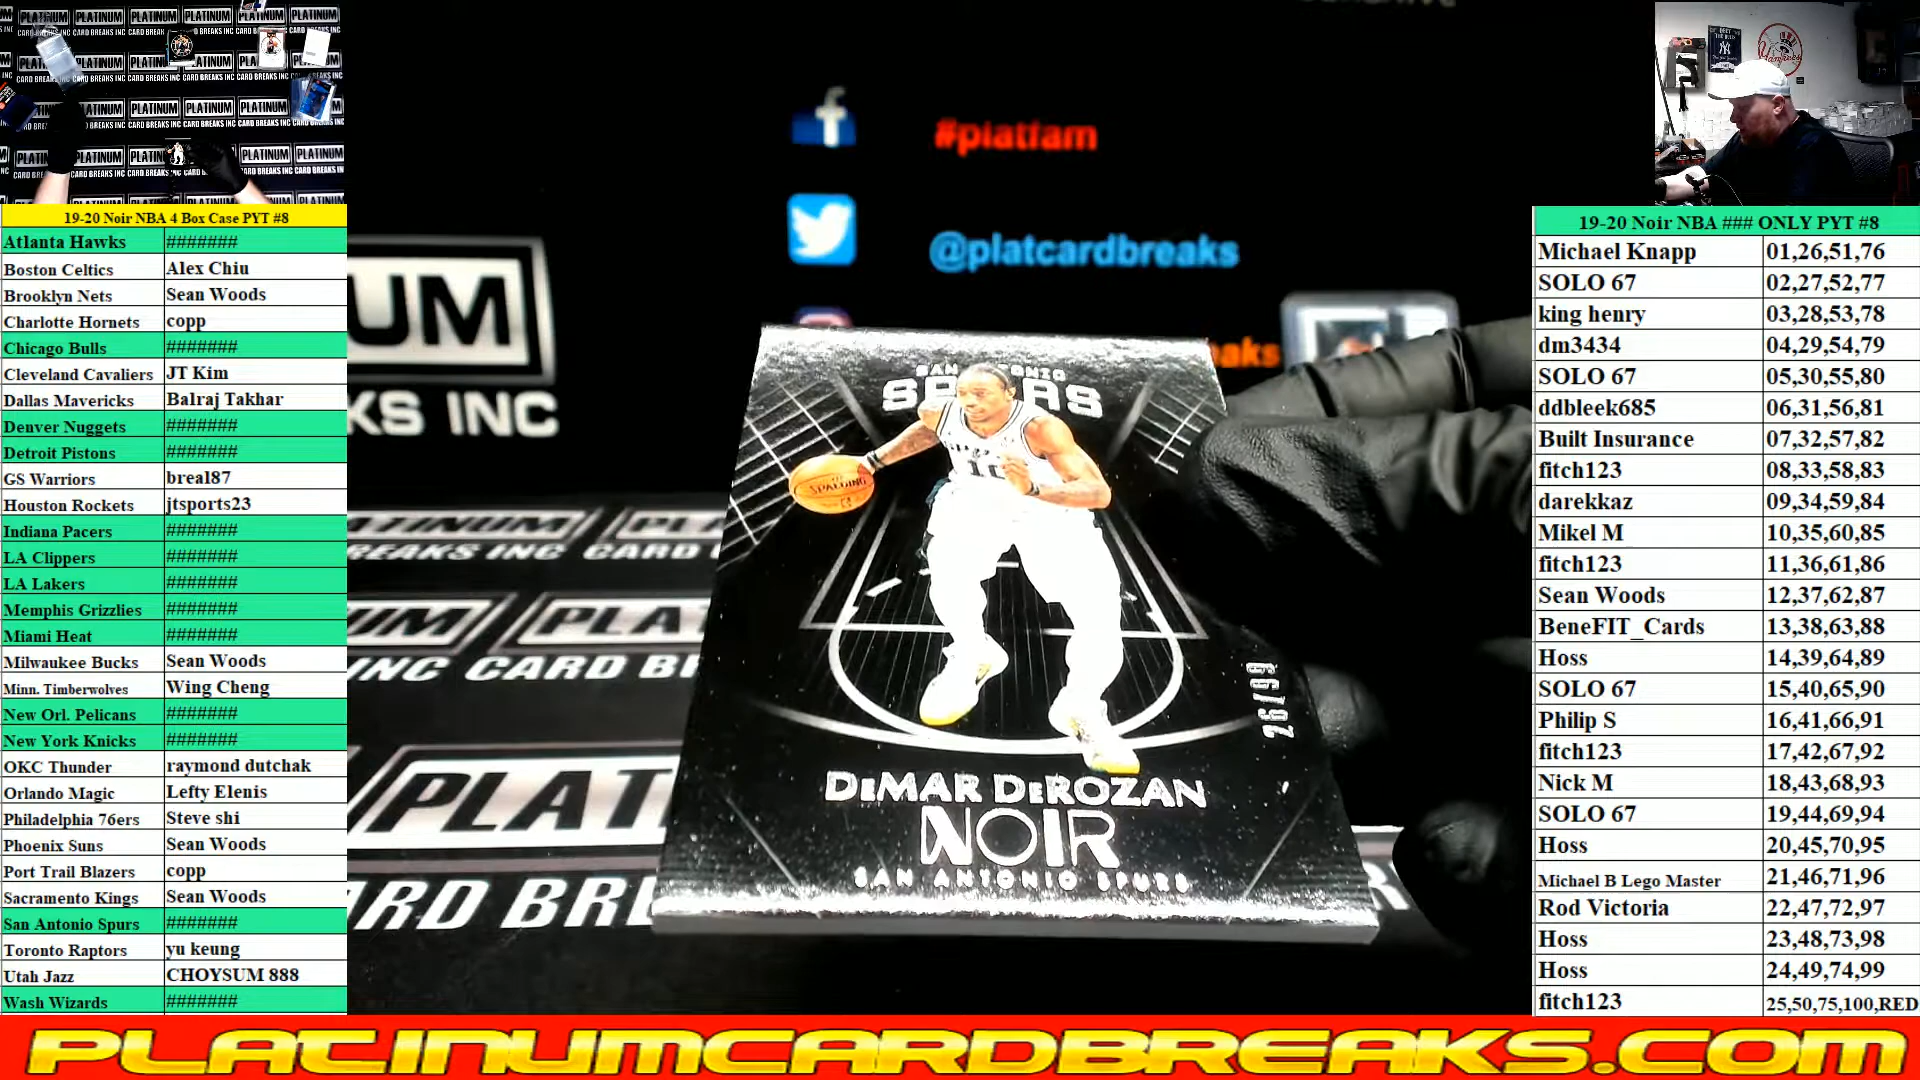 19-20 Noir NBA 4 Box Case PYT #8
Atlanta Hawks #######
Boston Celtics Alex Chiu
Brooklyn Nets Sean Woods
Charlotte Hornets copp
Chicago Bulls #######
Cleveland Cavaliers JT Kim
Dallas Mavericks Balraj Takhar
Denver Nuggets #######
Detroit Pistons #######
GS Warriors breal87
Houston Rockets jtsports23
Indiana Pacers #######
LA Clippers #######
LA Lakers #######
Memphis Grizzlies #######
Miami Heat #######
Milwaukee Bucks Sean Woods
Minn. Timberwolves Wing Cheng
New Orl. Pelicans #######
New York Knicks #######
OKC Thunder raymond dutchak
Orlando Magic Lefty Elenis
Philadelphia 76ers Steve shi
Phoenix Suns Sean Woods
Port Trail Blazers copp
Sacramento Kings Sean Woods
San Antonio Spurs #######
Toronto Raptors yu keung
Utah Jazz CHOYSUM 888
Wash Wizards #######
#platfam
@platcardbreaks
SAN ANTONIO
SPURS
SPALDING
10
26/99
DEMAR DEROZAN
NOIR
SAN ANTONIO SPURS
PLATINUM
CARD BREAKS INC
19-20 Noir NBA ### ONLY PYT #8
Michael Knapp 01,26,51,76
SOLO 67 02,27,52,77
king henry 03,28,53,78
dm3434 04,29,54,79
SOLO 67 05,30,55,80
ddbleek685 06,31,56,81
Built Insurance 07,32,57,82
fitch123 08,33,58,83
darekkaz 09,34,59,84
Mikel M 10,35,60,85
fitch123 11,36,61,86
Sean Woods 12,37,62,87
BeneFIT_Cards 13,38,63,88
Hoss 14,39,64,89
SOLO 67 15,40,65,90
Philip S 16,41,66,91
fitch123 17,42,67,92
Nick M 18,43,68,93
SOLO 67 19,44,69,94
Hoss 20,45,70,95
Michael B Lego Master 21,46,71,96
Rod Victoria 22,47,72,97
Hoss 23,48,73,98
Hoss 24,49,74,99
fitch123 25,50,75,100,RED
PLATINUMCARDBREAKS.COM